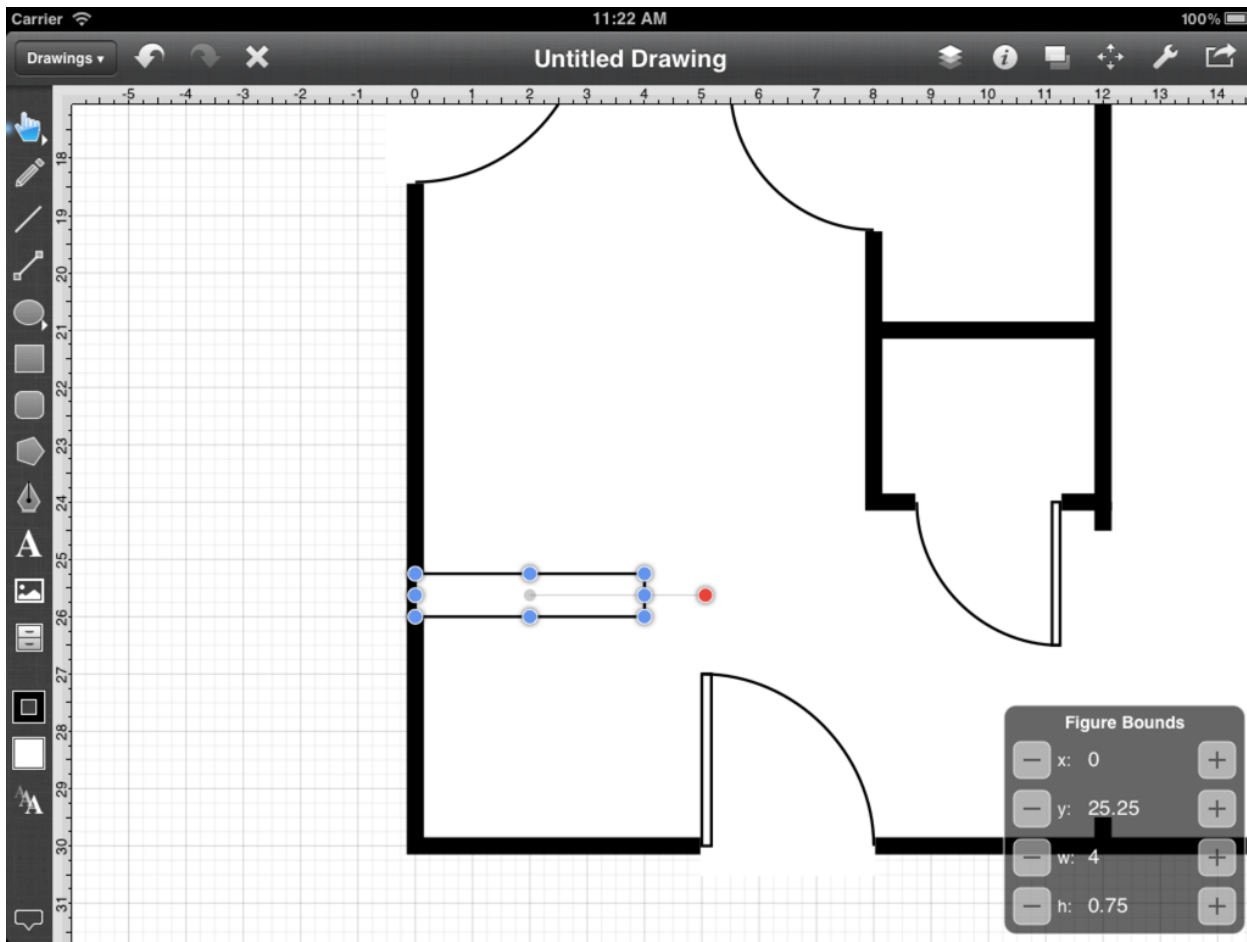 Carrier 11:22 AM 100%
Drawings ▾ Untitled Drawing
-5 -4 -3 -2 -1 0 1 2 3 4 5 6 7 8 9 10 11 12 13 14
18
19
20
21
22
23
24
25
26
27
28
29
30
31
A
AAA
Figure Bounds
− x: 0 +
− y: 25.25 +
− w: 4 +
− h: 0.75 +